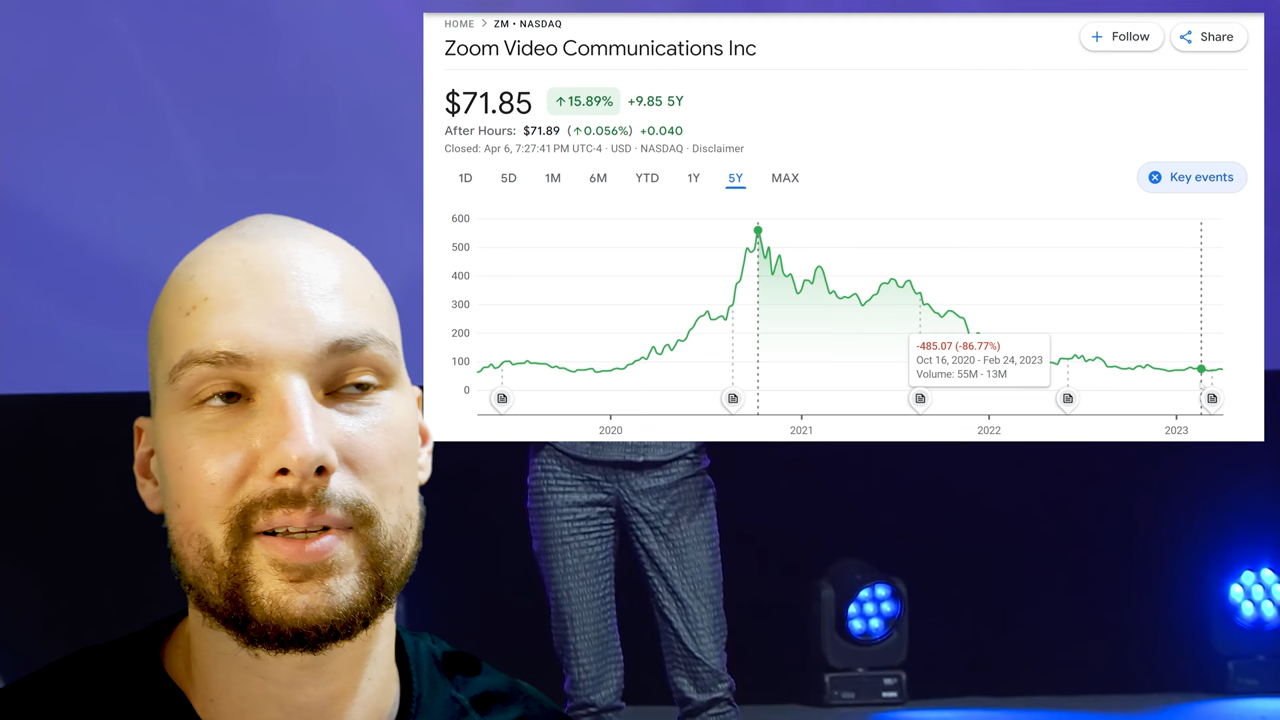 HOME > ZM • NASDAQ
Zoom Video Communications Inc
+ Follow
Share
$71.85 ↑ 15.89% +9.85 5Y
After Hours: $71.89 (↑0.056%) +0.040
Closed: Apr 6, 7:27:41 PM UTC-4 · USD · NASDAQ · Disclaimer
1D 5D 1M 6M YTD 1Y 5Y MAX
Key events
600
500
400
300
200
100
0
-485.07 (-86.77%)
Oct 16, 2020 - Feb 24, 2023
Volume: 55M - 13M
2020 2021 2022 2023